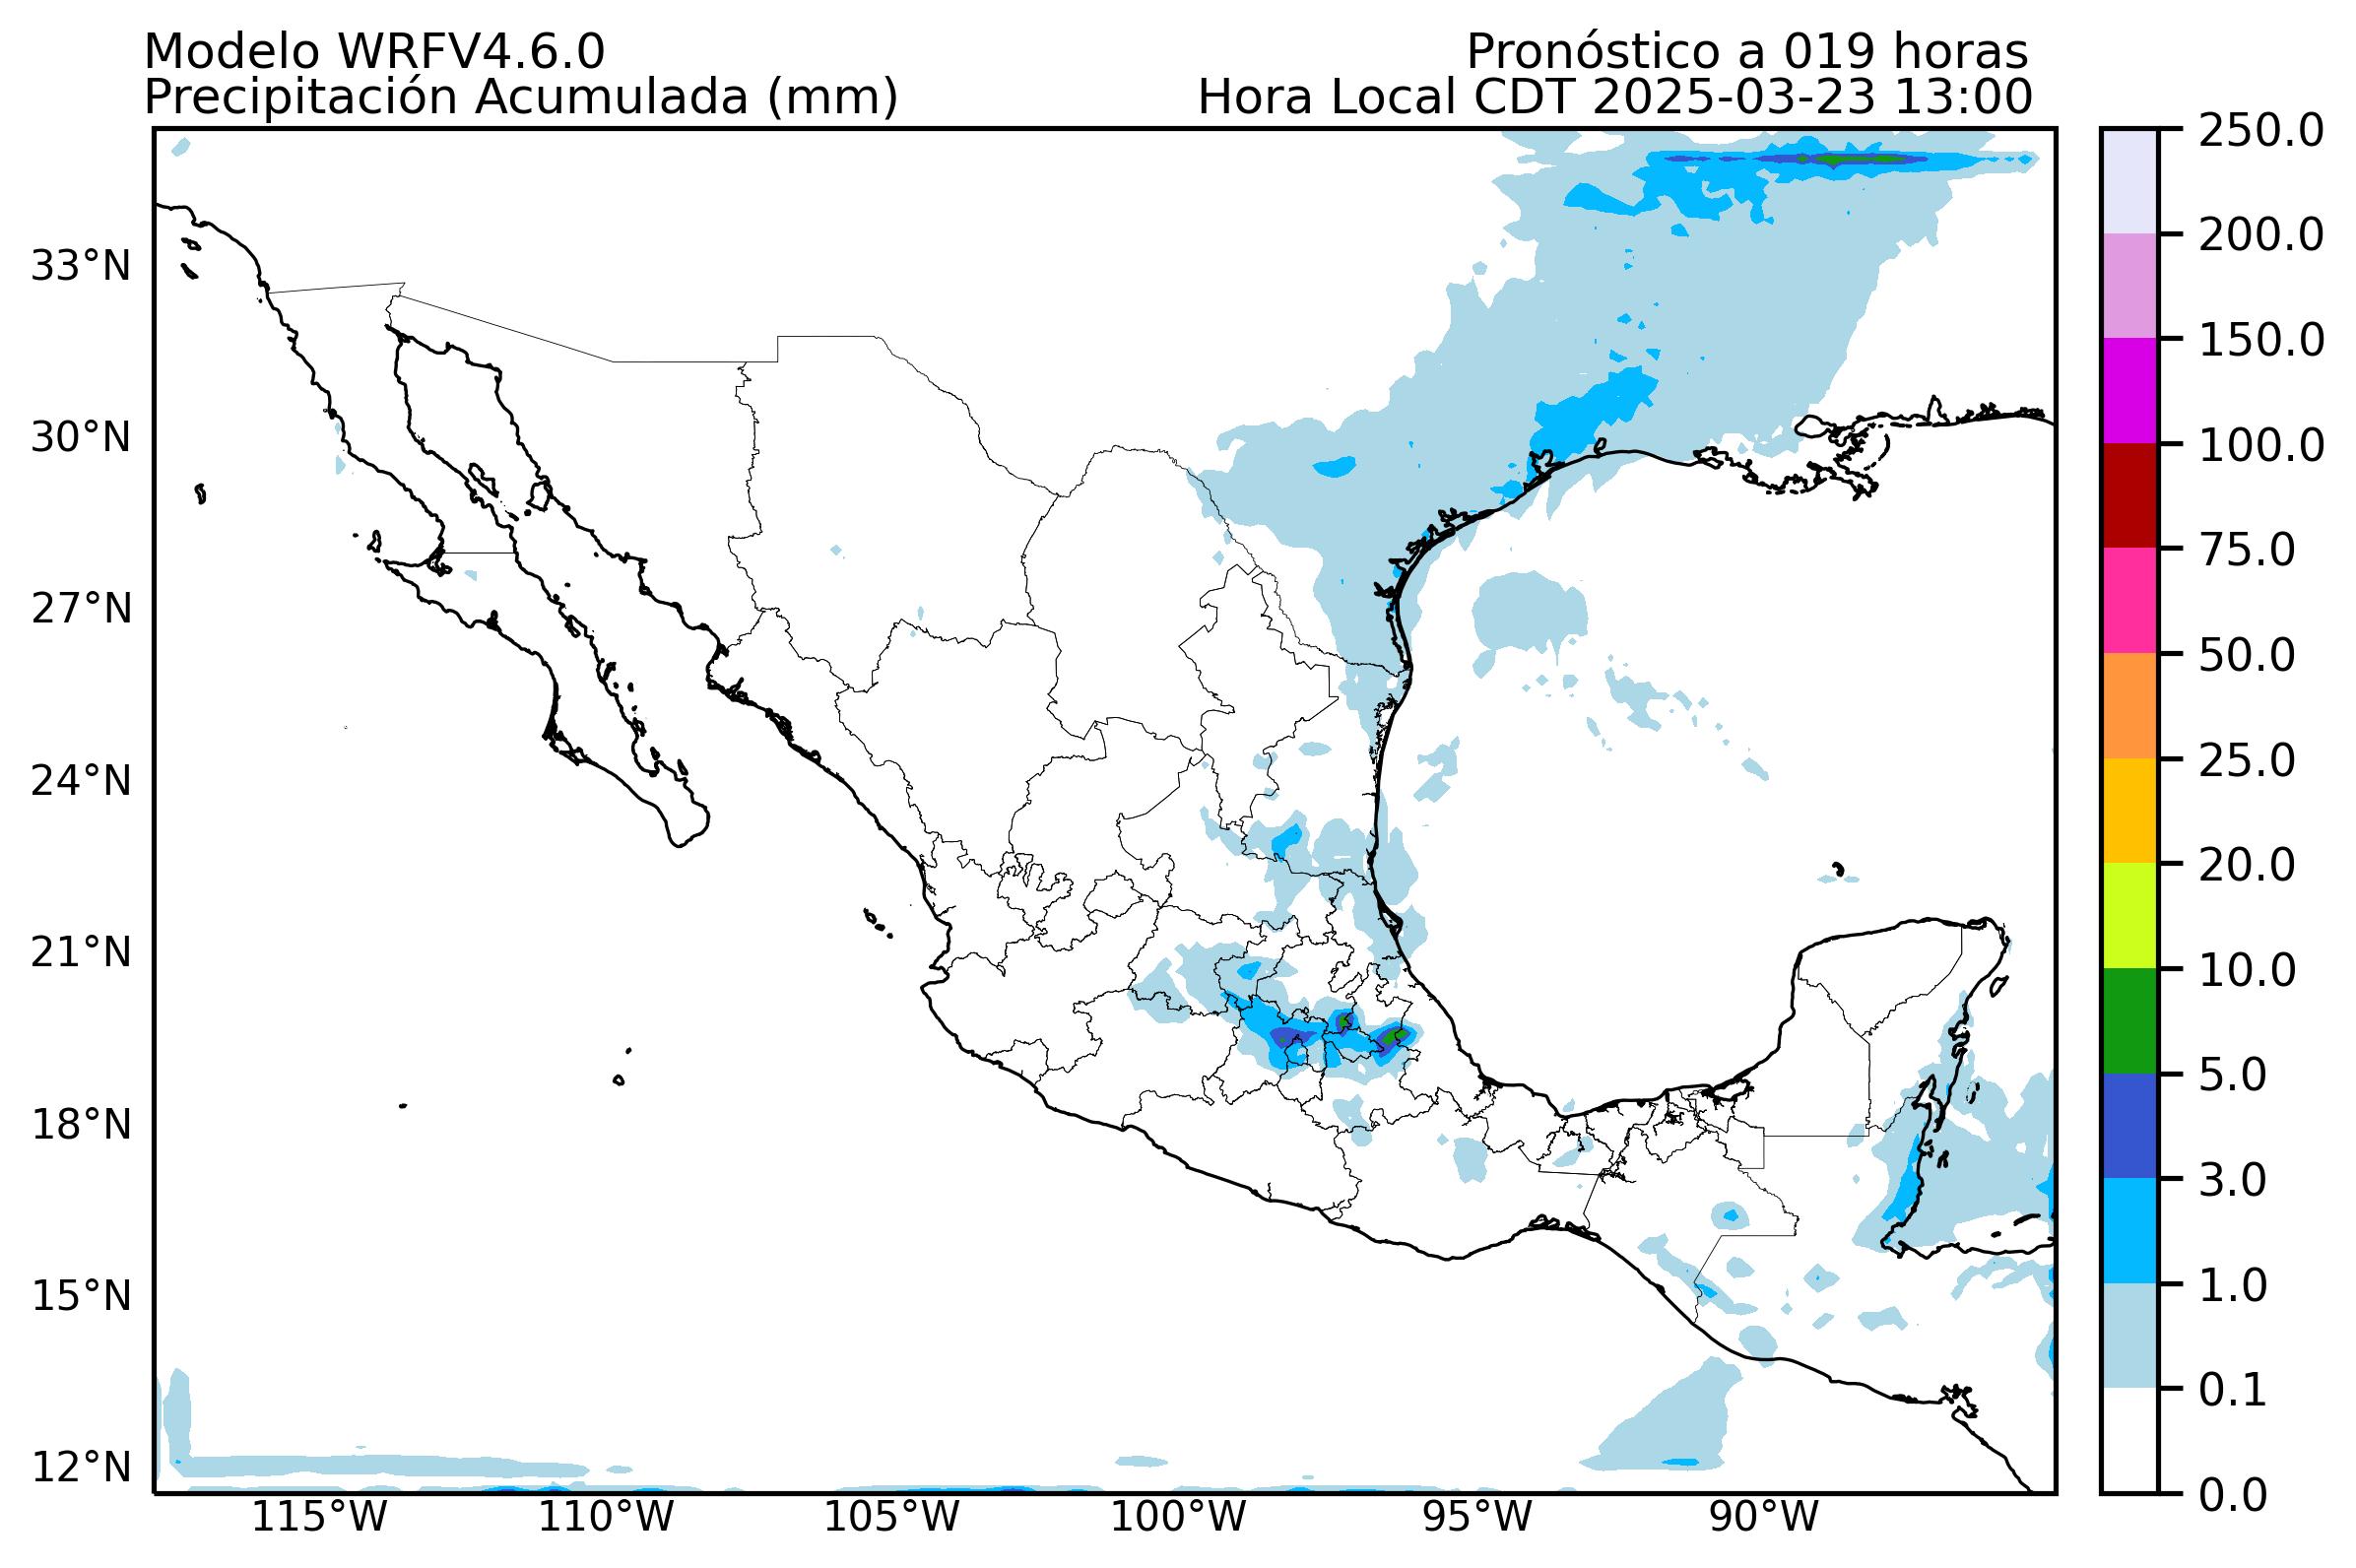 Modelo WRFV4.6.0
Pronóstico a 019 horas
Precipitación Acumulada (mm)
Hora Local CDT 2025-03-23 13:00
33°N
30°N
27°N
24°N
21°N
18°N
15°N
12°N
115°W
110°W
105°W
100°W
95°W
90°W
250.0
200.0
150.0
100.0
75.0
50.0
25.0
20.0
10.0
5.0
3.0
1.0
0.1
0.0